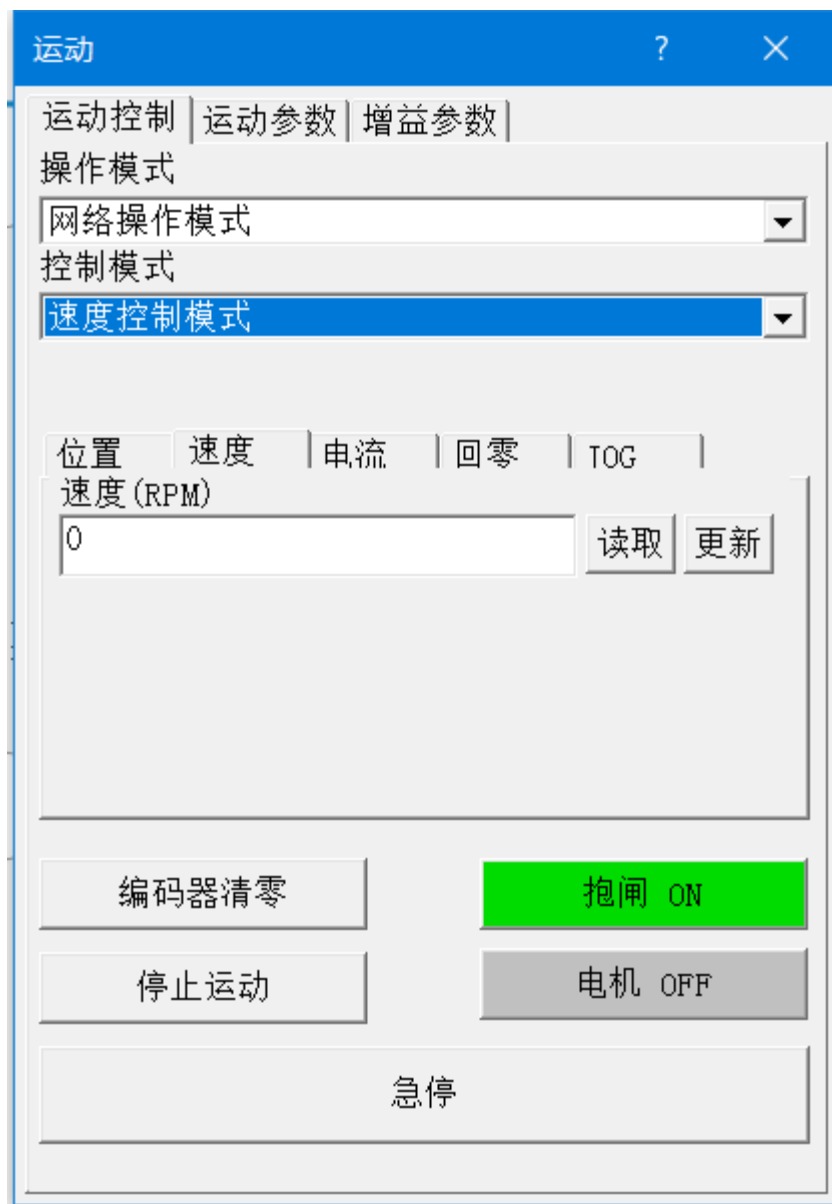 运动 ?
运动控制 运动参数 增益参数
操作模式
网络操作模式
控制模式
速度控制模式
位置 速度 电流 回零 TOG
速度(RPM)
0 读取 更新
编码器清零 抱闸 ON
停止运动 电机 OFF
急停